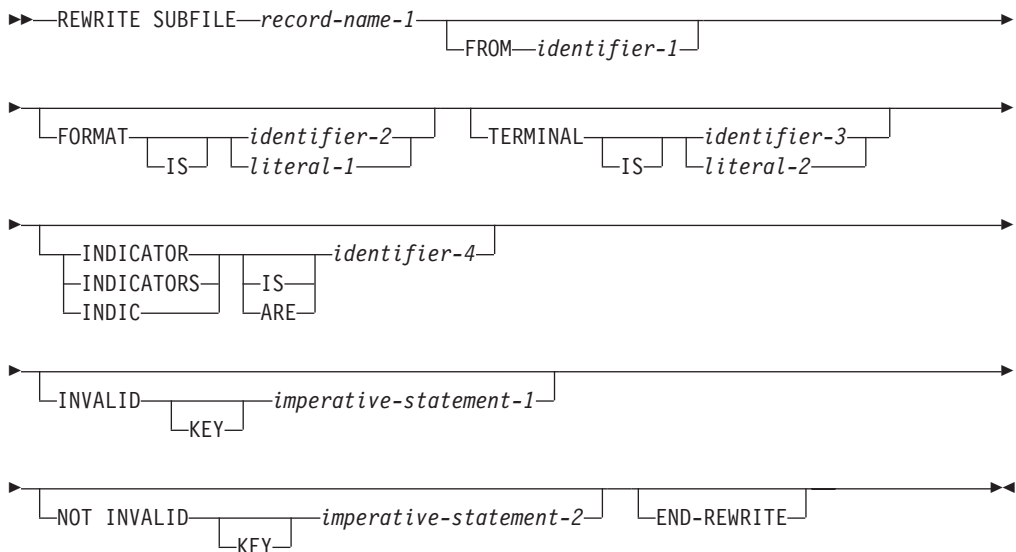 REWRITE SUBFILE record-name-1
FROM identifier-1
FORMAT identifier-2 TERMINAL identifier-3
IS literal-1 IS literal-2
INDICATOR identifier-4
INDICATORS IS
INDIC ARE
INVALID imperative-statement-1
KEY
NOT INVALID imperative-statement-2 END-REWRITE
KEY